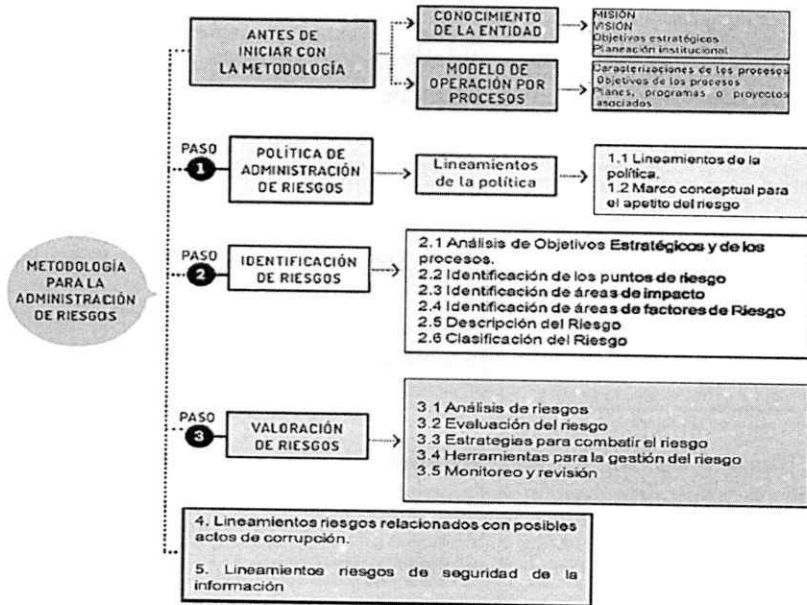 ANTES DE
INICIAR CON
LA METODOLOGÍA
CONOCIMIENTO
DE LA ENTIDAD
MISIÓN
VISIÓN
Objetivos estratégicos
Planeación institucional
MODELO DE
OPERACIÓN POR
PROCESOS
Caracterizaciones de los procesos
Objetivos de los procesos
Planes, programas o proyectos
asociados
PASO
1
POLÍTICA DE
ADMINISTRACIÓN
DE RIESGOS
Lineamientos
de la política
1.1 Lineamientos de la
política.
1.2 Marco conceptual para
el apetito del riesgo
METODOLOGÍA
PARA LA
ADMINISTRACIÓN
DE RIESGOS
PASO
2
IDENTIFICACIÓN
DE RIESGOS
2.1 Análisis de Objetivos Estratégicos y de los
procesos.
2.2 Identificación de los puntos de riesgo
2.3 Identificación de áreas de impacto
2.4 Identificación de áreas de factores de Riesgo
2.5 Descripción del Riesgo
2.6 Clasificación del Riesgo
PASO
3
VALORACIÓN
DE RIESGOS
3.1 Análisis de riesgos
3.2 Evaluación del riesgo
3.3 Estrategias para combatir el riesgo
3.4 Herramientas para la gestión del riesgo
3.5 Monitoreo y revisión
4. Lineamientos riesgos relacionados con posibles
actos de corrupción.
5. Lineamientos riesgos de seguridad de la
información